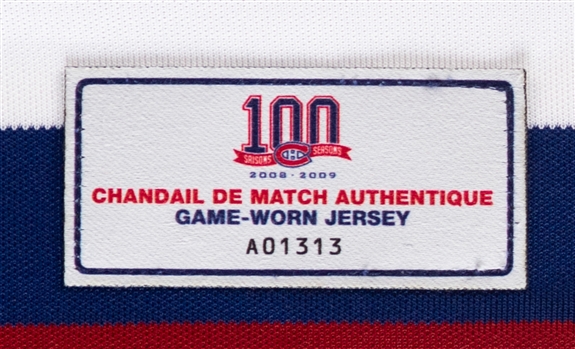 100
SAISONS SEASONS
2008 - 2009
CHANDAIL DE MATCH AUTHENTIQUE
GAME-WORN JERSEY
A01313